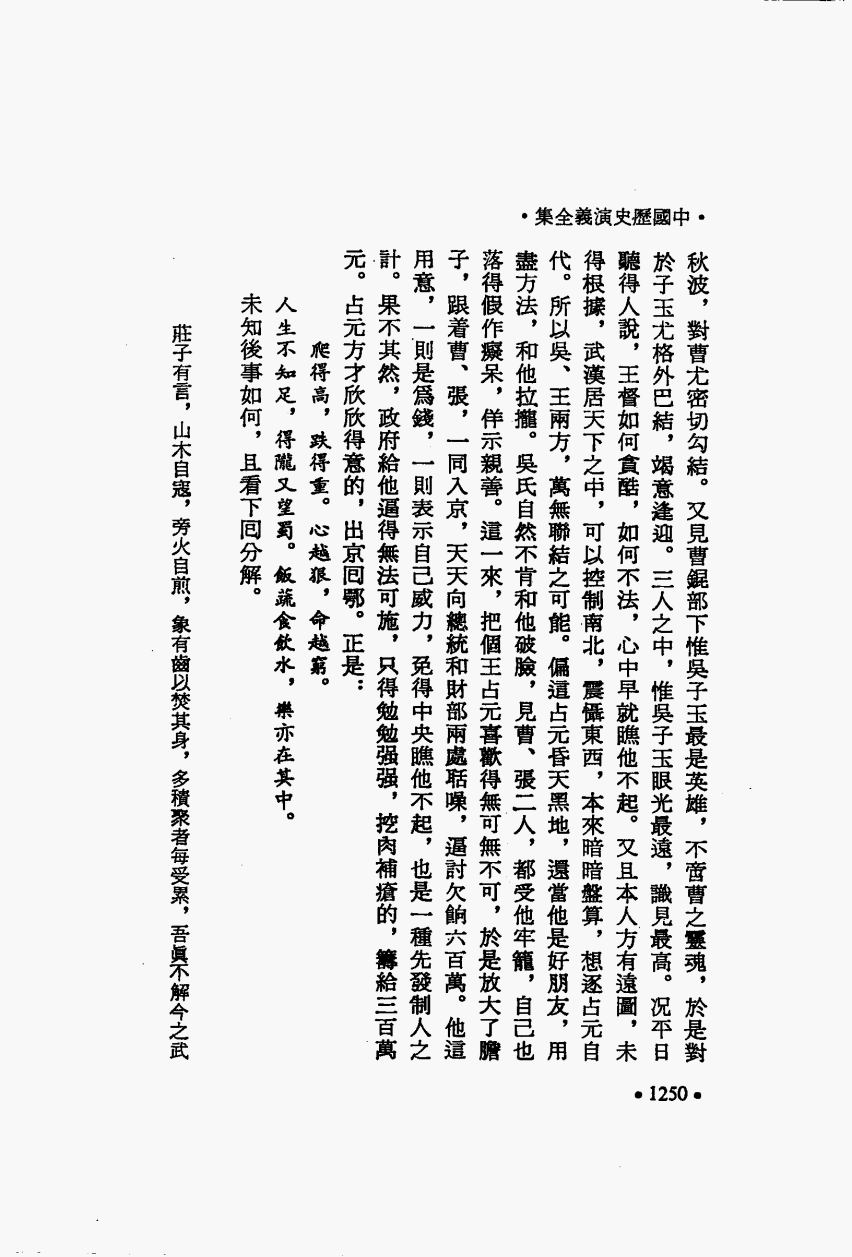 •中國歷史演義全集•
秋波，對曹尤密切勾結。又見曹錕部下惟吳子玉最是英雄，不啻曹之靈魂，於是對
於子玉尤格外巴結，竭意逢迎。三人之中，惟吳子玉眼光最遠，識見最高。况平日
聽得人說，王督如何貪酷，如何不法，心中早就瞧他不起。又且本人方有遠圖，未
得根據，武漢居天下之中，可以控制南北，震懾東西，本來暗暗盤算，想逐占元自
代。所以吳、王兩方，萬無聯結之可能。偏這占元昏天黑地，還當他是好朋友，用
盡方法，和他拉攏。吳氏自然不肯和他破臉，見曹、張二人，都受他牢籠，自己也
落得假作癡呆，佯示親善。這一來，把個王占元喜歡得無可無不可，於是放大了膽
子，跟着曹、張，一同入京，天天向總統和財部兩處聒噪，逼討欠餉六百萬。他這
用意，一則是爲錢，一則表示自己威力，免得中央瞧他不起，也是一種先發制人之
計。果不其然，政府給他逼得無法可施，只得勉勉强强，挖肉補瘡的，籌給三百萬
元。占元方才欣欣得意的，出京囘鄂。正是：
爬得高，跌得重。心越狠，命越窮。
人生不知足，得隴又望蜀。飯蔬食飲水，樂亦在其中。
未知後事如何，且看下囘分解。
莊子有言，山木自寇，旁火自煎，象有齒以焚其身，多積聚者每受累，吾眞不解今之武
•1250•